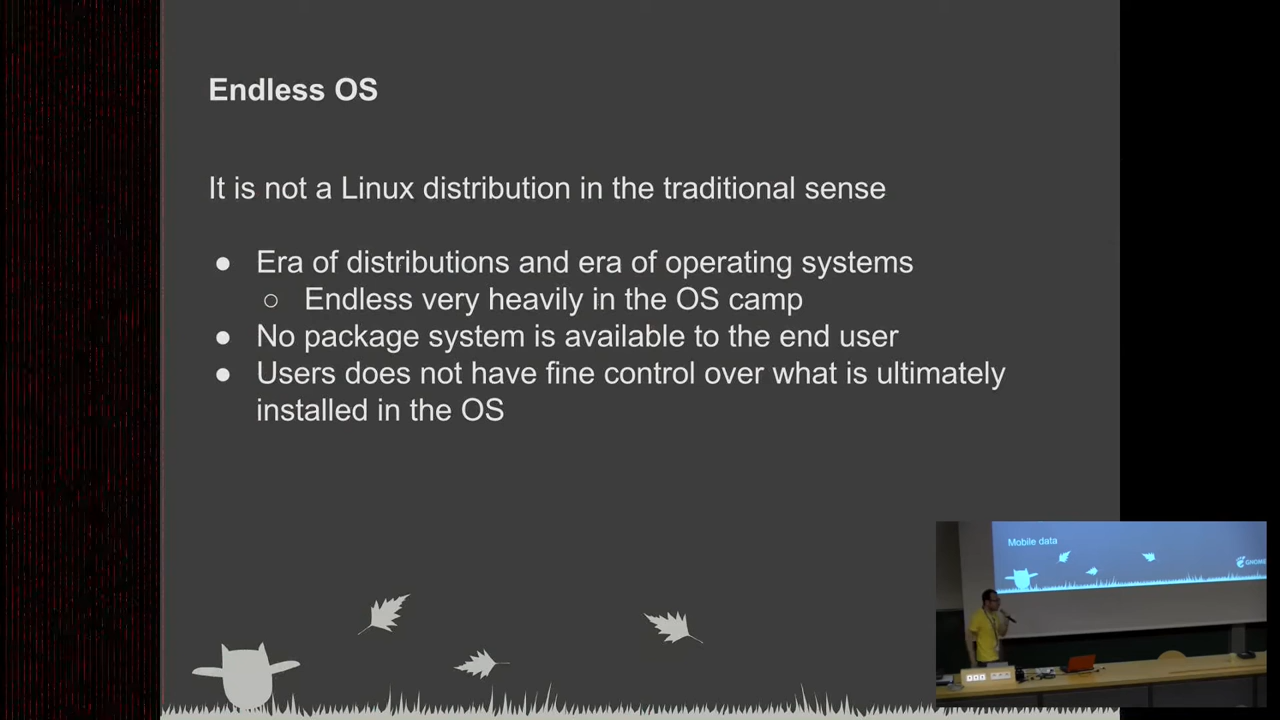 Endless OS
It is not a Linux distribution in the traditional sense
● Era of distributions and era of operating systems
○ Endless very heavily in the OS camp
● No package system is available to the end user
● Users does not have fine control over what is ultimately
installed in the OS
Mobile data
GNOME